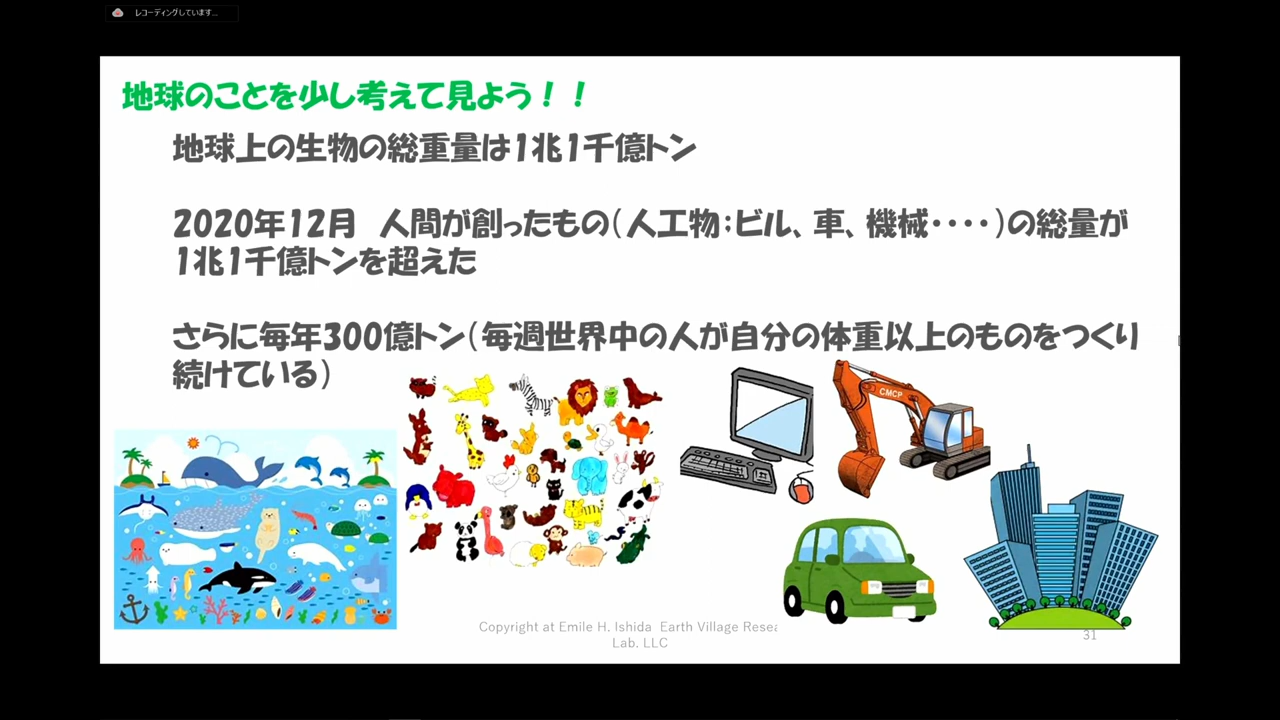 レコーディングしています...
地球のことを少し考えて見よう！！
地球上の生物の総重量は1兆1千億トン
2020年12月　人間が創ったもの（人工物：ビル、車、機械・・・・）の総量が
1兆1千億トンを超えた
さらに毎年300億トン（毎週世界中の人が自分の体重以上のものをつくり
続けている）
CMCP
Copyright at Emile H. Ishida Earth Village Resea
Lab. LLC
31